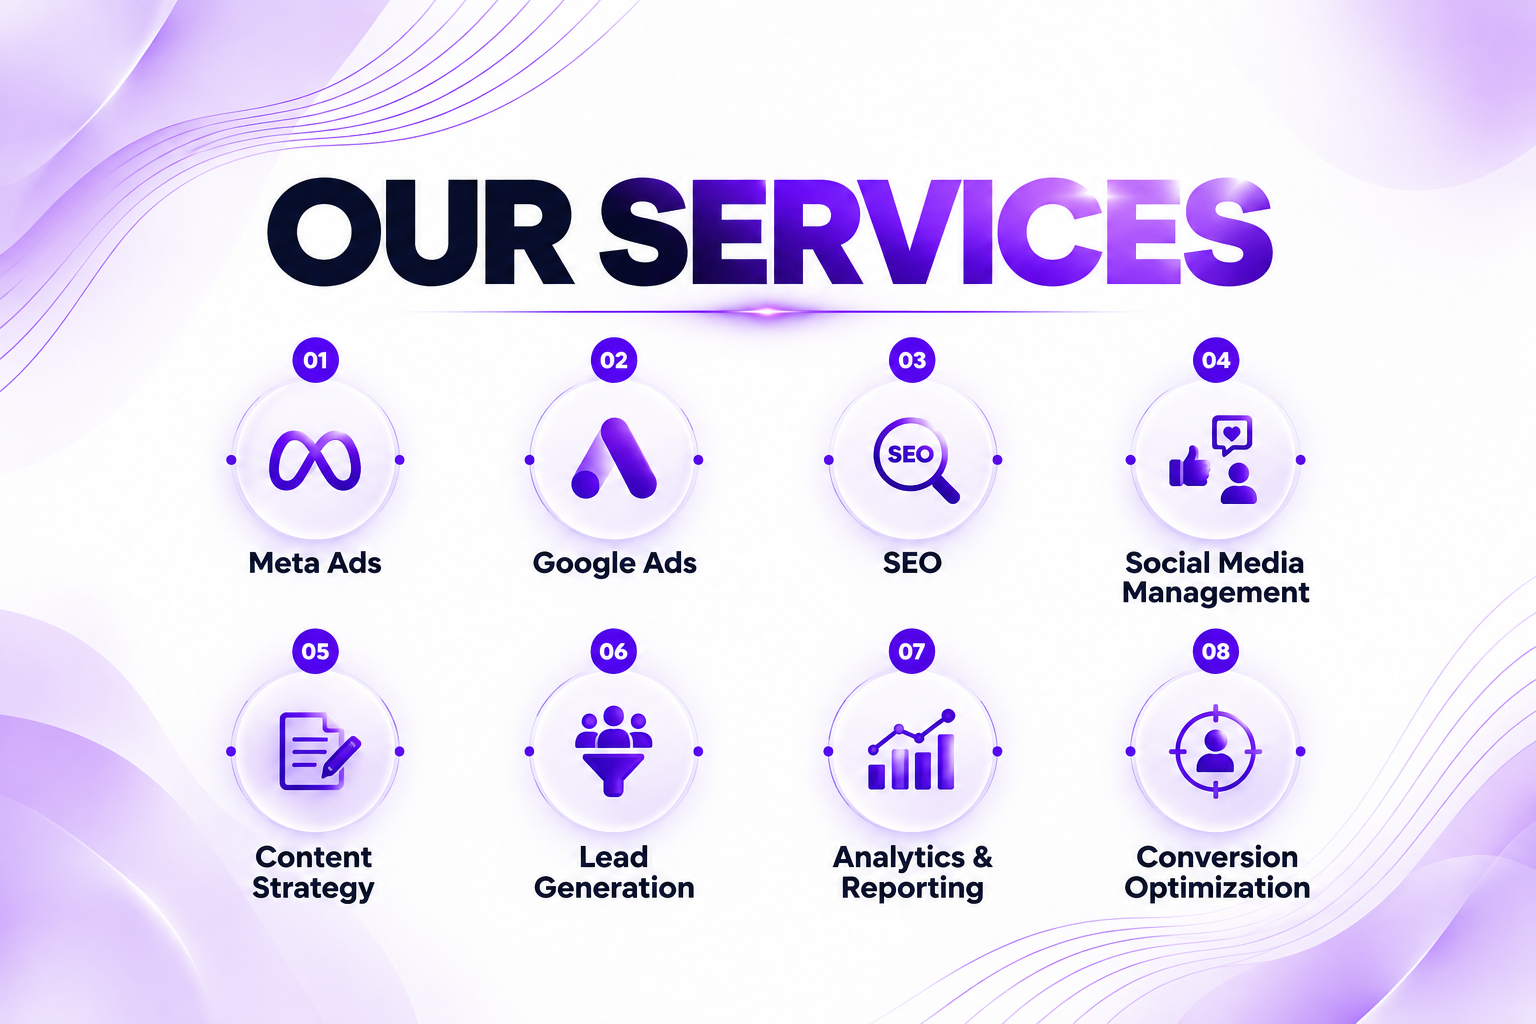 OUR SERVICES
01
02
03
04
SEO
Meta Ads
Google Ads
SEO
Social Media
Management
05
06
07
08
Content
Strategy
Lead
Generation
Analytics &
Reporting
Conversion
Optimization